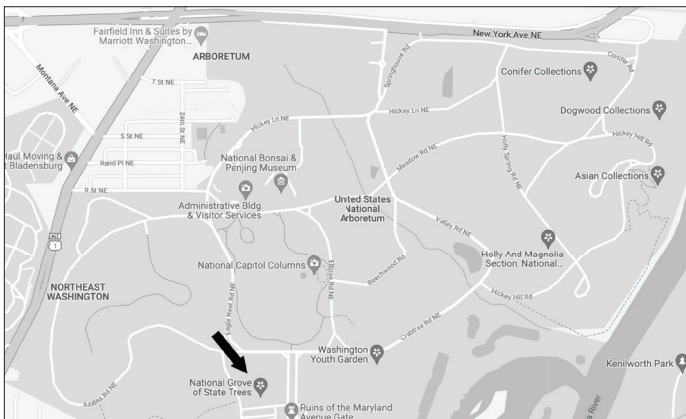 Fairfield Inn & Suites by
Marriott Washington...
ARBORETUM
New York Ave NE
Montana Ave NE
T St NE
24th St NE
S St NE
Rand Pl NE
R St NE
Haul Moving &
t Bladensburg
ALT
1
Springhouse Rd
Conifer Rd
Conifer Collections
Dogwood Collections
Hickey Ln NE
Hickey Ln NE
Hickey Hill Rd
Holly Spring Rd NE
Meadow Rd NE
National Bonsai &
Penjing Museum
Administrative Bldg
& Visitor Services
United States
National
Arboretum
Asian Collections
Valley Rd NE
Holly And Magnolia
Section, National...
National Capitol Columns
Ellipse Rd NE
Beechwood Rd
Hickey Hill Rd
NORTHEAST
WASHINGTON
Eagle Nest Rd NE
Crabtree Rd NE
Washington
Youth Garden
Kenilworth Park
National Grove
of State Trees
Azalea Rd NE
Ruins of the Maryland
Avenue Gate
River